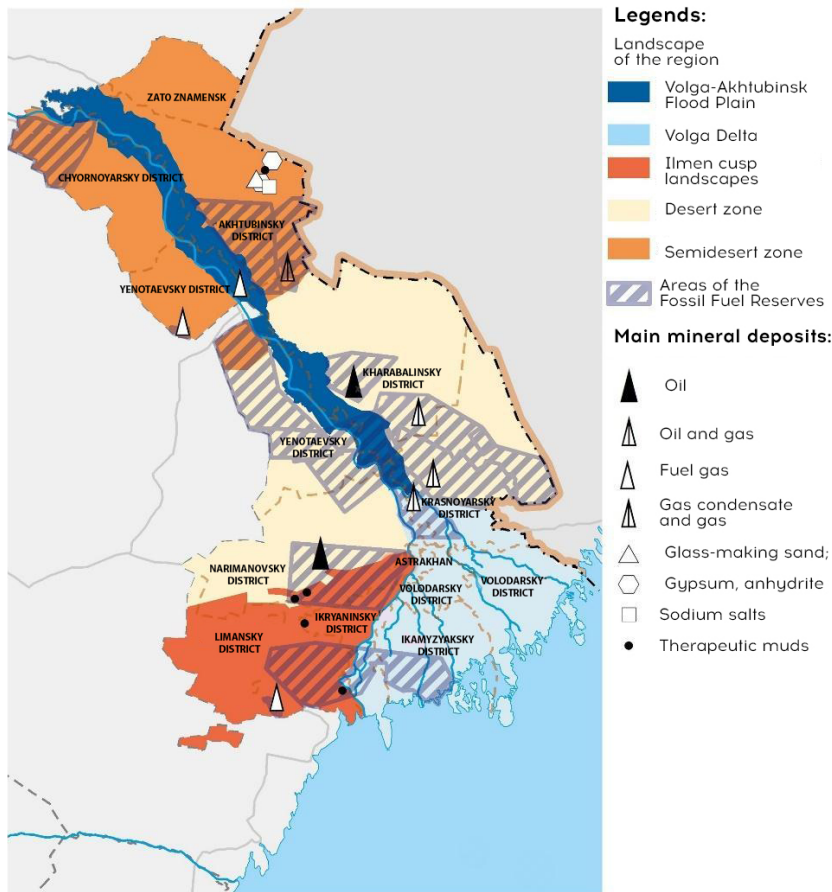 ZATO ZNAMENSK
CHYORNOYARSKY DISTRICT
AKHTUBINSKY
DISTRICT
YENOTAEVSKY DISTRICT
KHARABALINSKY
DISTRICT
YENOTAEVSKY
DISTRICT
KRASNOYARSKY
DISTRICT
ASTRAKHAN
NARIMANOVSKY
DISTRICT
VOLODARSKY
DISTRICT
VOLODARSKY
DISTRICT
LIMANSKY
DISTRICT
IKRYANINSKY
DISTRICT
IKAMYZYAKSKY
DISTRICT
Legends:
Landscape
of the region
Volga-Akhtubinsk
Flood Plain
Volga Delta
Ilmen cusp
landscapes
Desert zone
Semidesert zone
Areas of the
Fossil Fuel Reserves
Main mineral deposits:
Oil
Oil and gas
Fuel gas
Gas condensate
and gas
Glass-making sand;
Gypsum, anhydrite
Sodium salts
Therapeutic muds